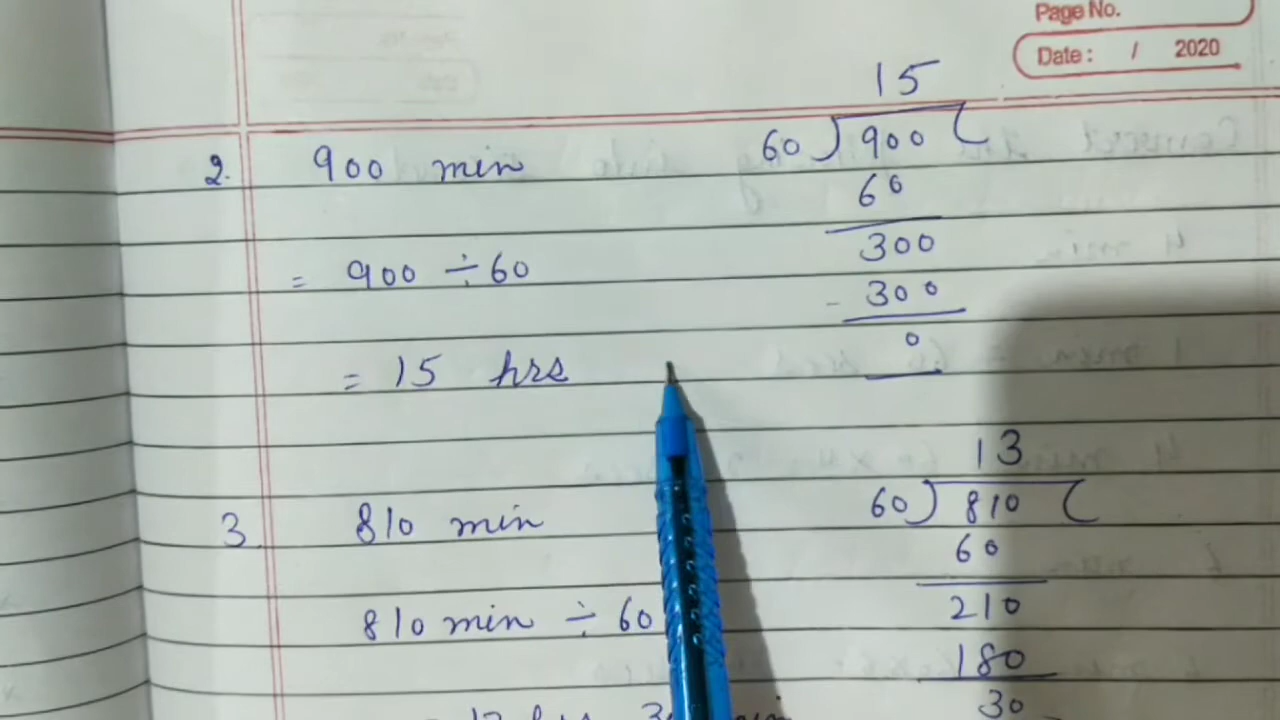 Page No.
Date: / 2020
2. 900 min
= 900 ÷ 60
= 15 hrs
15
60) 900 (
60
300
- 300
0
3. 810 min
810 min ÷ 60
13
60) 810 (
60
210
180
30